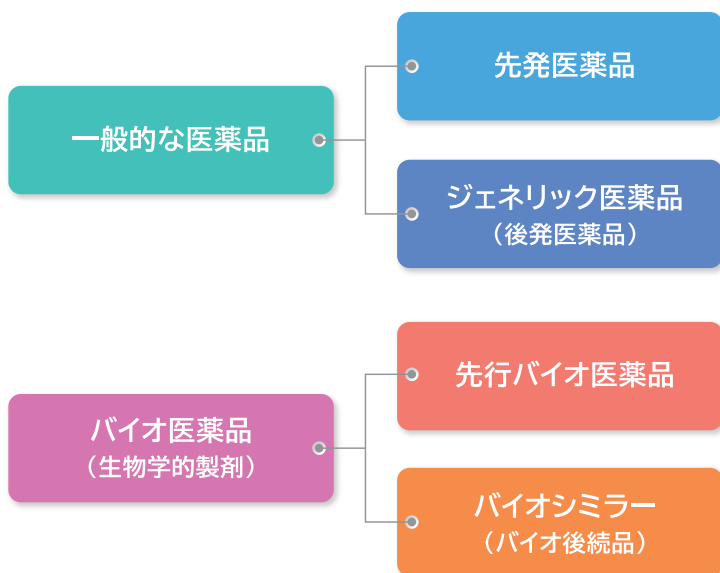 一般的な医薬品
先発医薬品
ジェネリック医薬品
（後発医薬品）
バイオ医薬品
（生物学的製剤）
先行バイオ医薬品
バイオシミラー
（バイオ後続品）